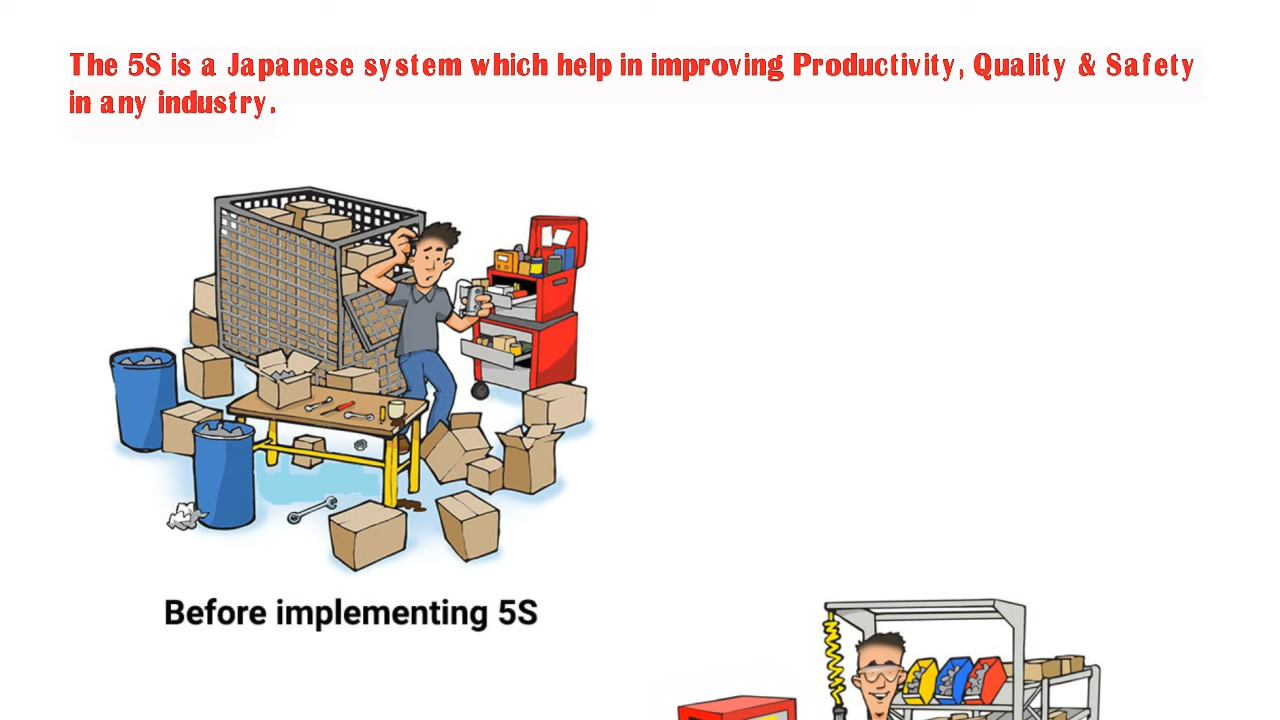 The 5S is a Japanese system which help in improving Productivity, Quality & Safety
in any industry.
Before implementing 5S